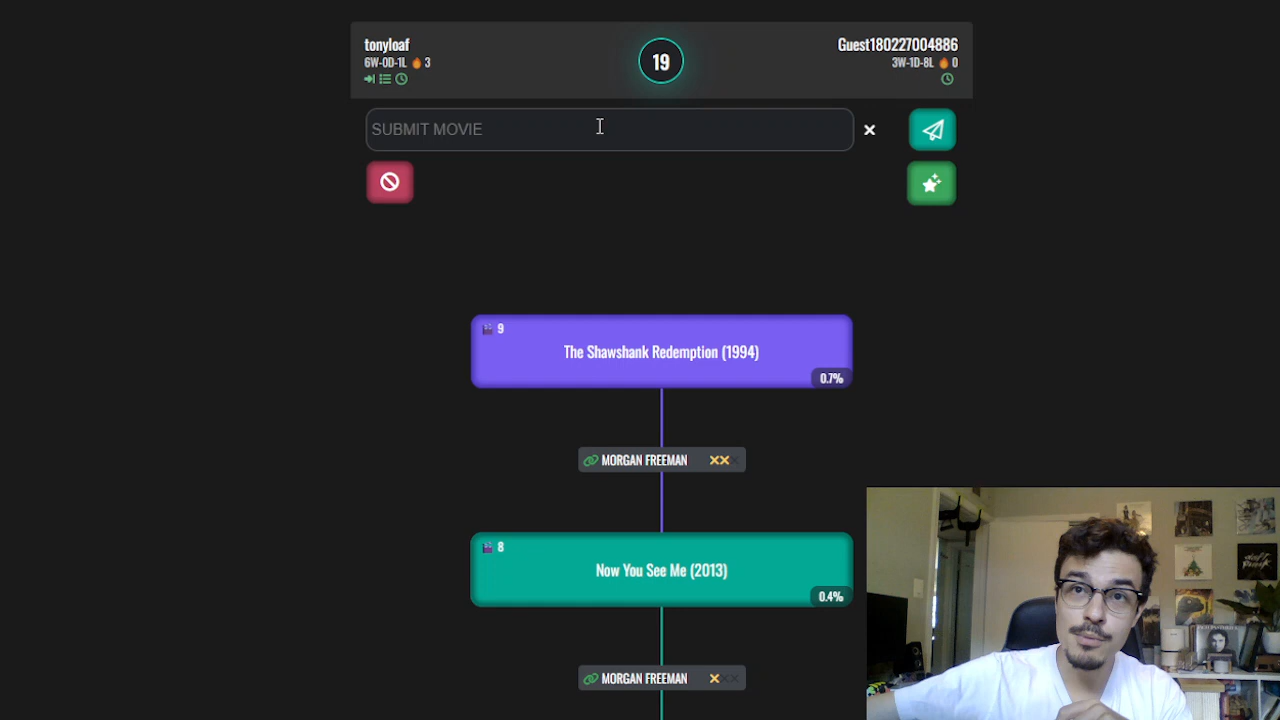 tonyloaf
6W-0D-1L 3
19
Guest180227004886
3W-1D-8L 0
SUBMIT MOVIE
9
The Shawshank Redemption (1994)
0.7%
MORGAN FREEMAN
8
Now You See Me (2013)
0.4%
MORGAN FREEMAN